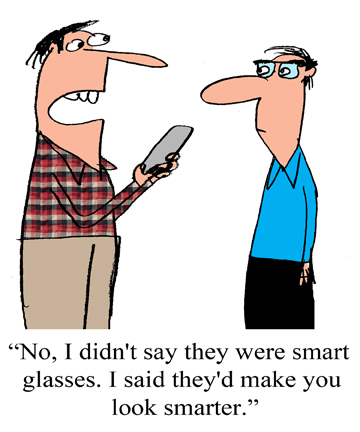 “No, I didn't say they were smart
glasses. I said they'd make you
look smarter.”